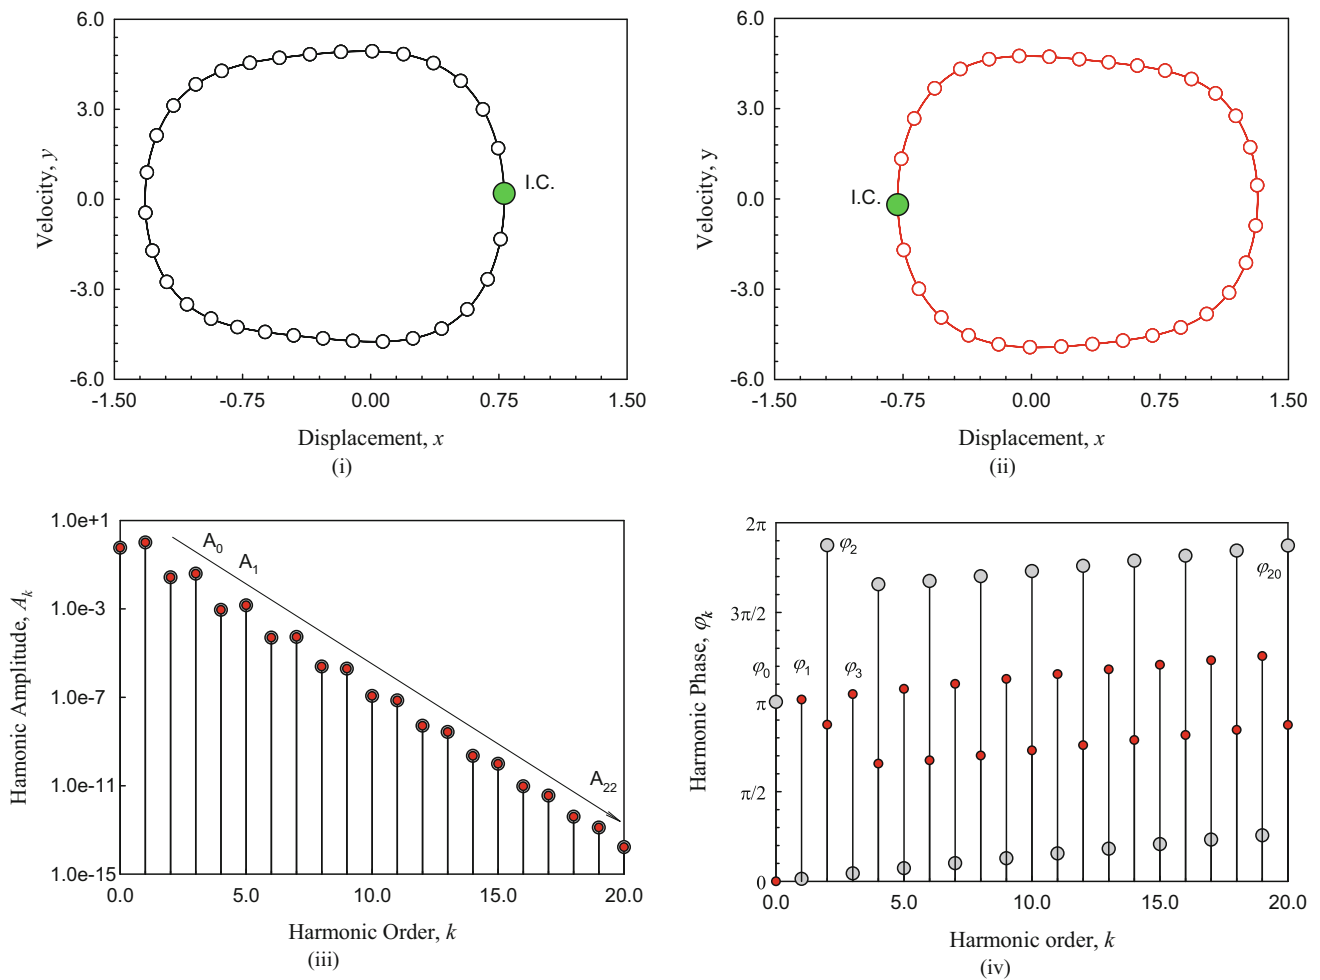 6.0
3.0
0.0
-3.0
-6.0
Velocity, y
I.C.
-1.50
-0.75
0.00
0.75
1.50
Displacement, x
(i)
6.0
3.0
0.0
-3.0
-6.0
Velocity, y
I.C.
-1.50
-0.75
0.00
0.75
1.50
Displacement, x
(ii)
1.0e+1
1.0e-3
1.0e-7
1.0e-11
1.0e-15
Hamonic Amplitude, A_k
A_0
A_1
A_22
0.0
5.0
10.0
15.0
20.0
Harmonic Order, k
(iii)
2π
3π/2
π
π/2
0
Harmonic Phase, φ_k
φ_0
φ_1
φ_2
φ_3
φ_20
0.0
5.0
10.0
15.0
20.0
Harmonic order, k
(iv)